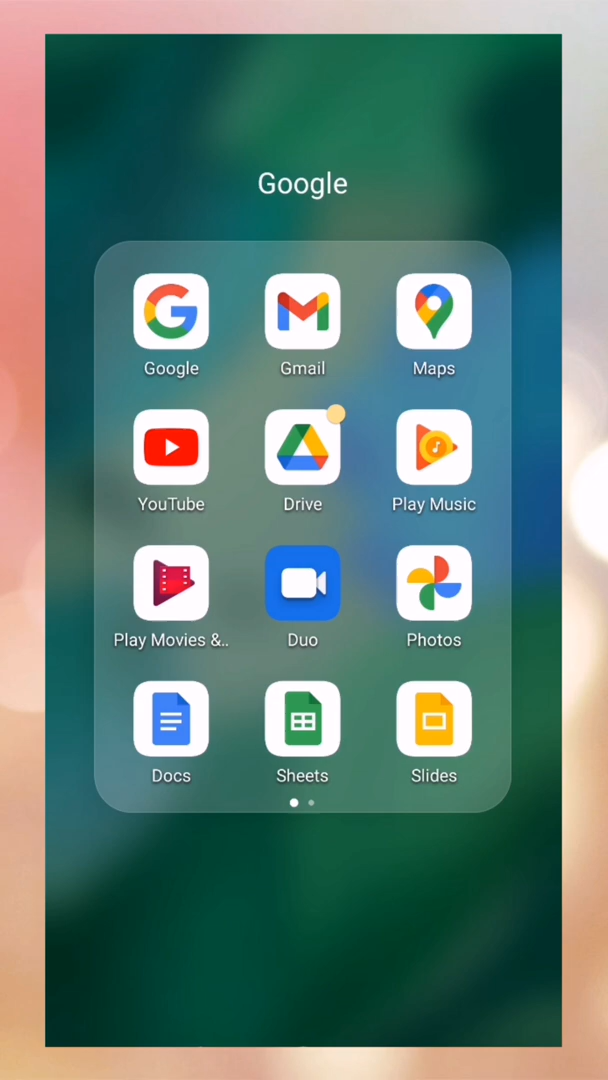 Google
Google Gmail Maps
YouTube Drive Play Music
Play Movies &..
Duo Photos
Docs Sheets Slides